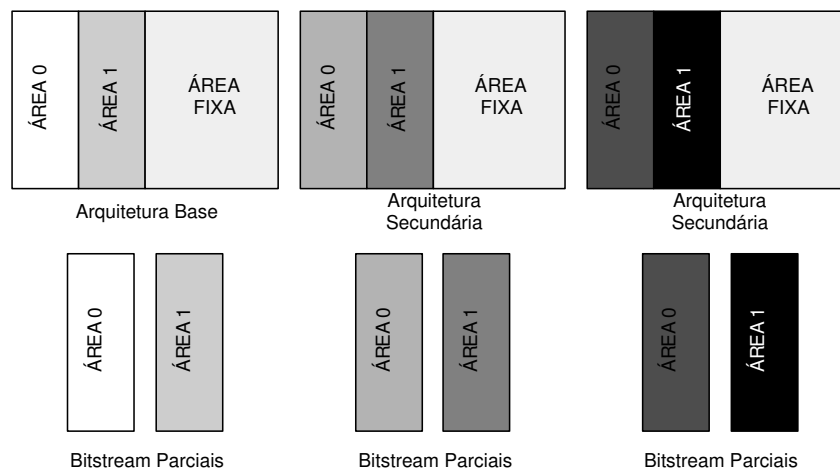 ÁREA 0
ÁREA 1
ÁREA
FIXA
Arquitetura Base
ÁREA 0
ÁREA 1
ÁREA
FIXA
Arquitetura
Secundária
ÁREA 0
ÁREA 1
ÁREA
FIXA
Arquitetura
Secundária
ÁREA 0
ÁREA 1
Bitstream Parciais
ÁREA 0
ÁREA 1
Bitstream Parciais
ÁREA 0
ÁREA 1
Bitstream Parciais